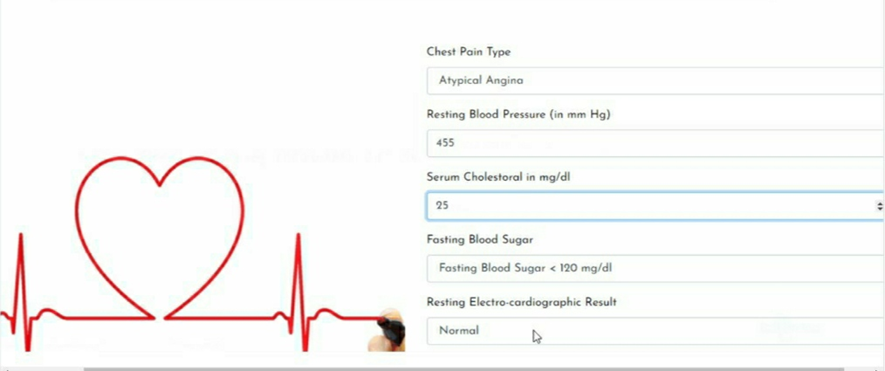 Chest Pain Type
Atypical Angina
Resting Blood Pressure (in mm Hg)
455
Serum Cholestoral in mg/dl
25
Fasting Blood Sugar
Fasting Blood Sugar < 120 mg/dl
Resting Electro-cardiographic Result
Normal